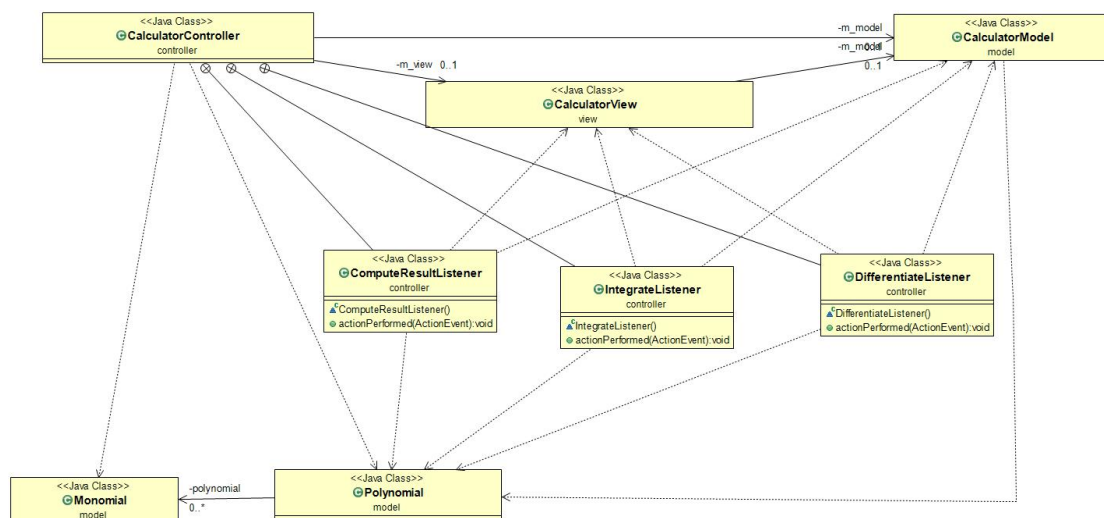 <<Java Class>>
CalculatorController
controller
<<Java Class>>
CalculatorModel
model
-m_model
-m_model
0..1
-m_view 0..1
<<Java Class>>
CalculatorView
view
<<Java Class>>
ComputeResultListener
controller
ComputeResultListener()
actionPerformed(ActionEvent):void
<<Java Class>>
IntegrateListener
controller
IntegrateListener()
actionPerformed(ActionEvent):void
<<Java Class>>
DifferentiateListener
controller
DifferentiateListener()
actionPerformed(ActionEvent):void
<<Java Class>>
Monomial
model
-polynomial
0..*
<<Java Class>>
Polynomial
model